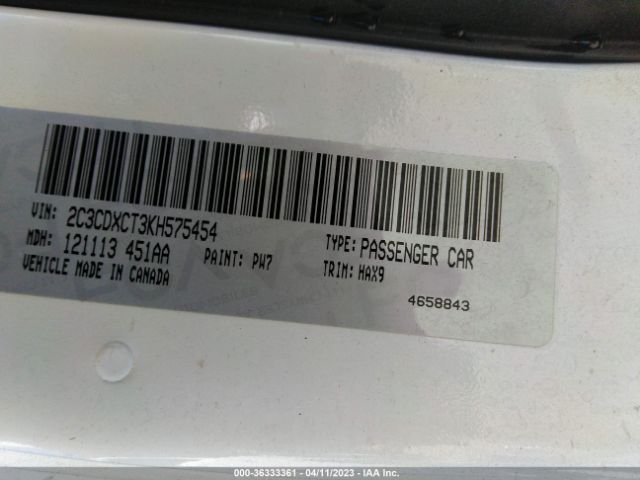 VIN: 2C3CDXCT3KH575454
MDH: 121113 451AA
PAINT: PW7
VEHICLE MADE IN CANADA
TYPE: PASSENGER CAR
TRIM: HAX9
4658843
000-36333361 - 04/11/2023 - IAA Inc.